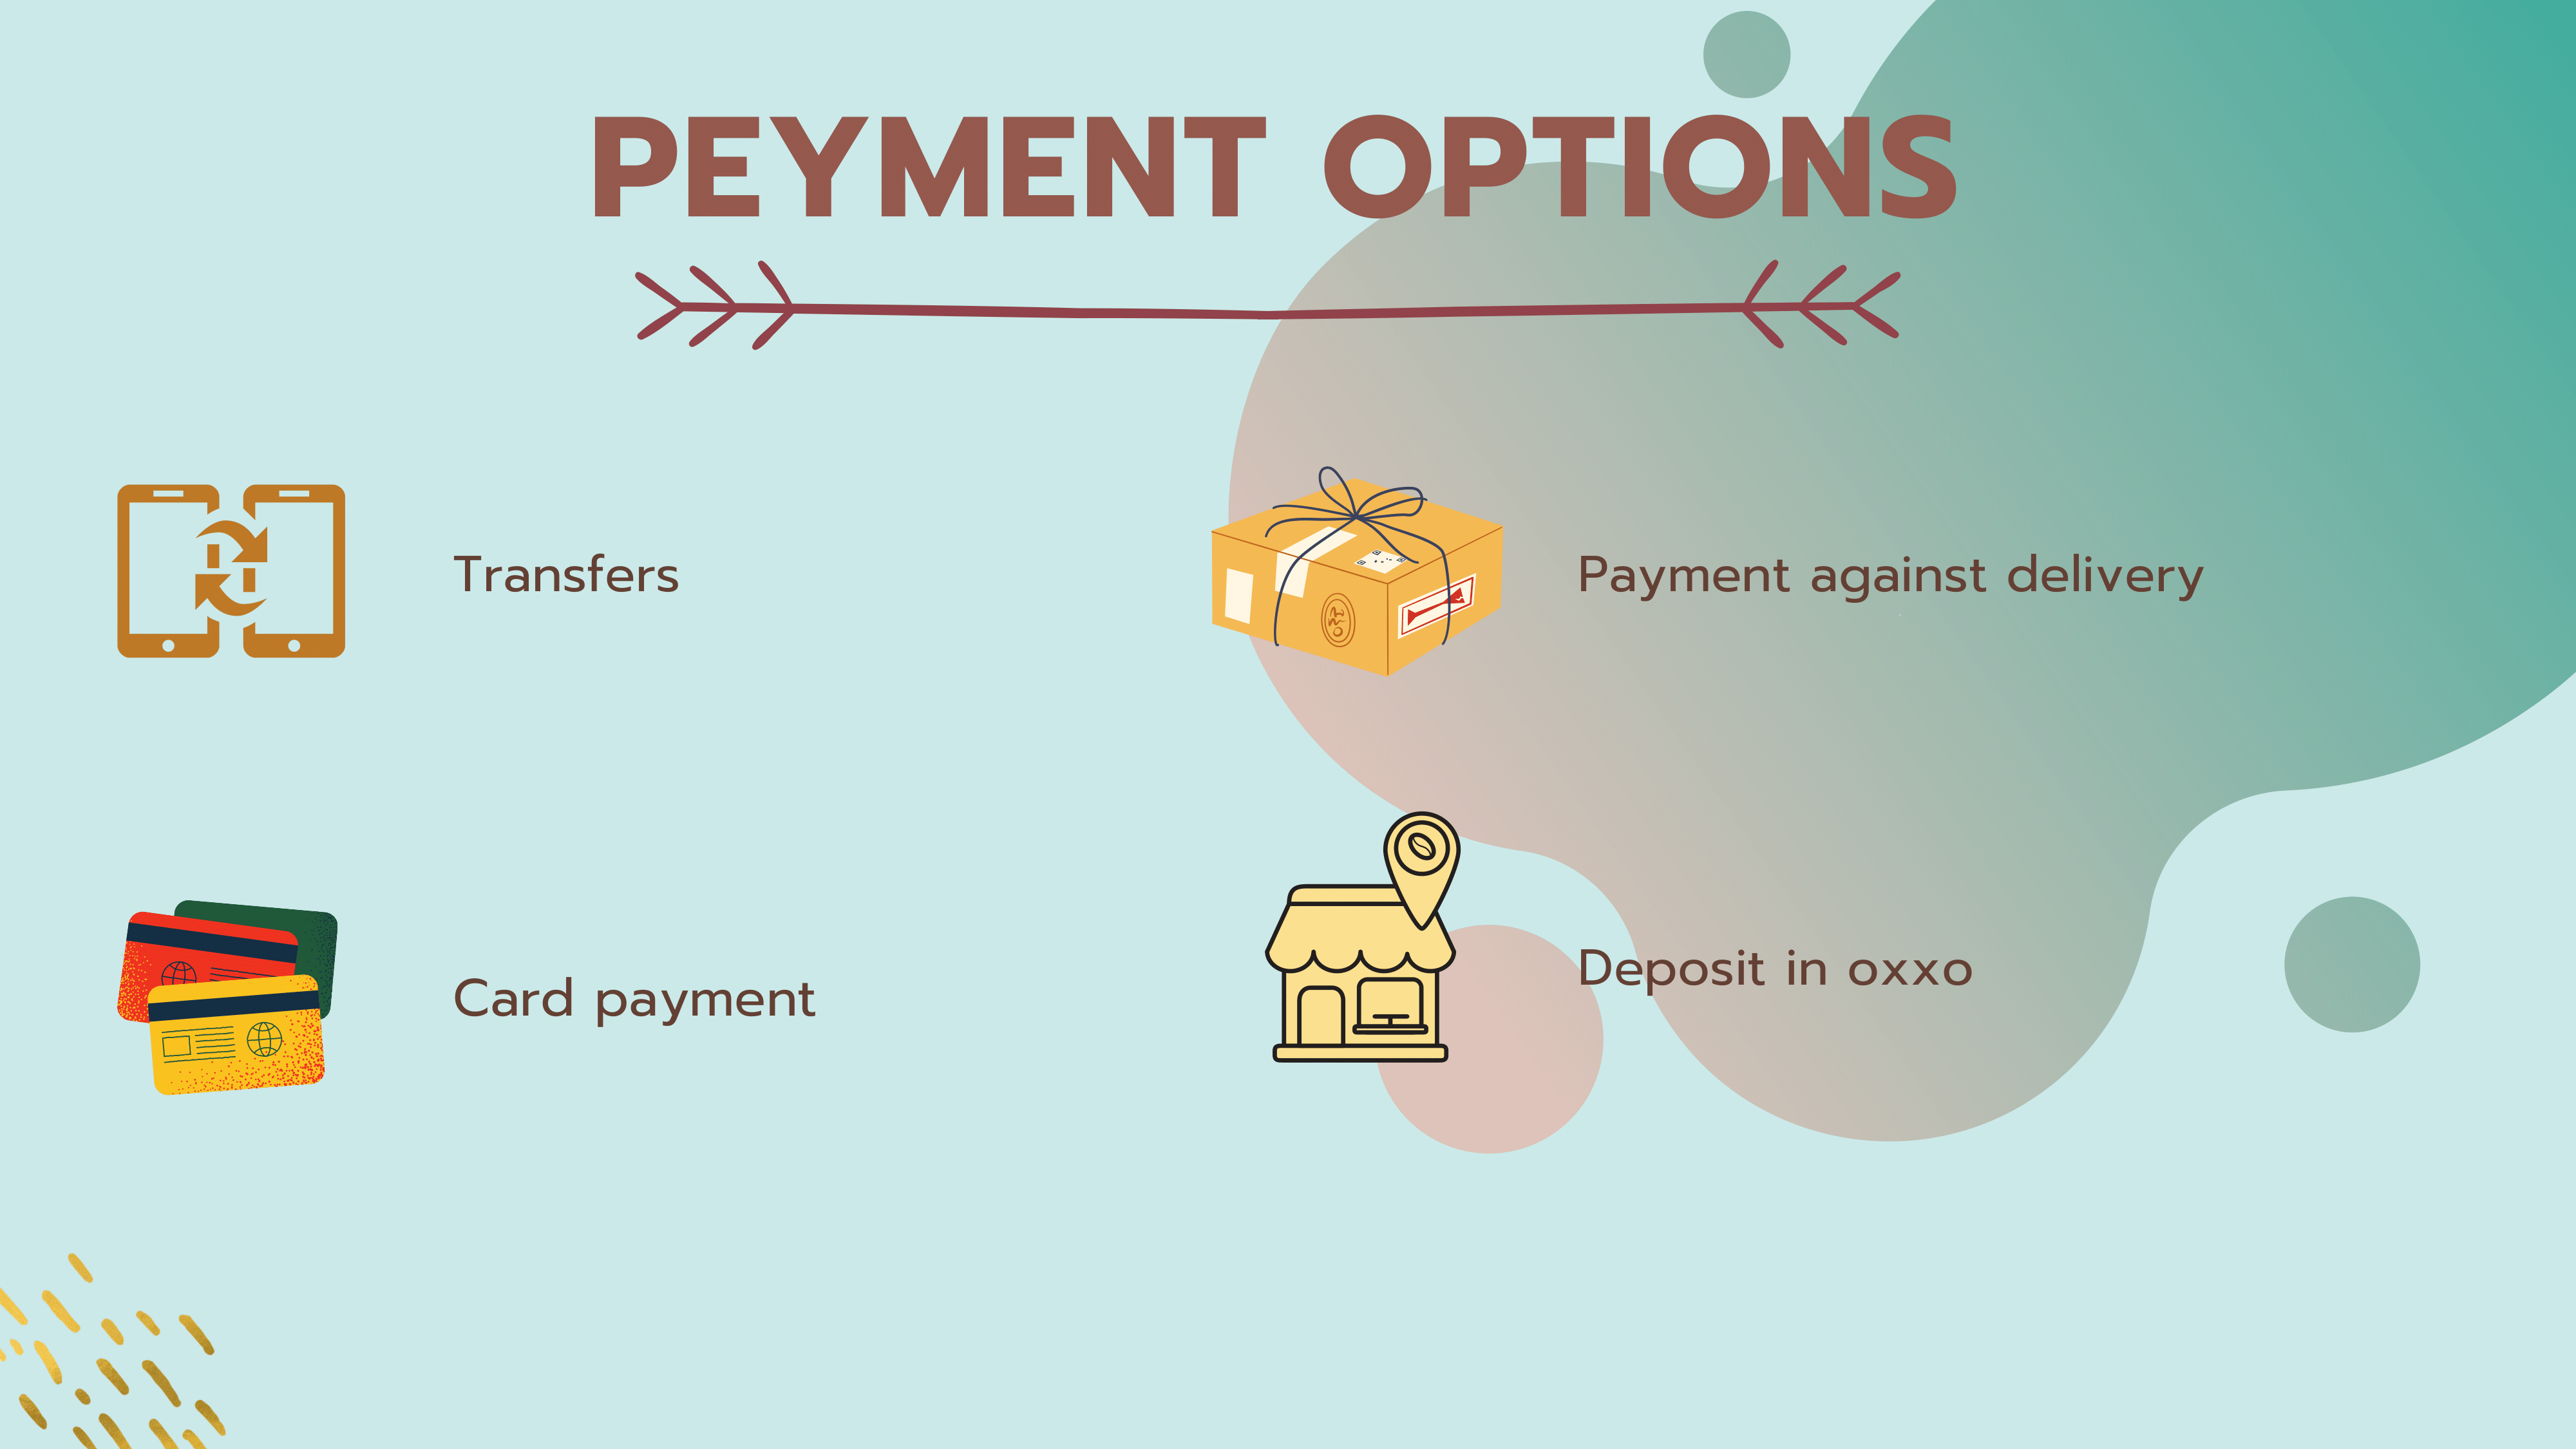 PEYMENT OPTIONS
Transfers
Payment against delivery
Card payment
Deposit in oxxo